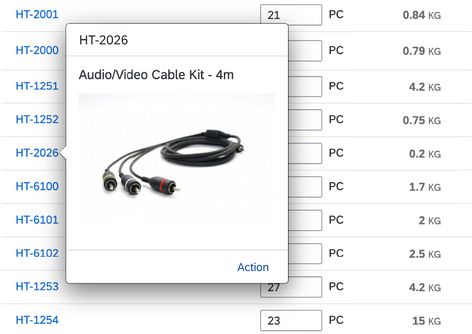 HT-2001 21 PC 0.84 KG
HT-2026
HT-2000 PC 0.79 KG
Audio/Video Cable Kit - 4m
HT-1251 PC 4.2 KG
HT-1252 PC 0.75 KG
HT-2026 PC 0.2 KG
HT-6100 PC 1.7 KG
HT-6101 PC 2 KG
HT-6102 PC 2.5 KG
Action
HT-1253 27 PC 4.2 KG
HT-1254 23 PC 15 KG